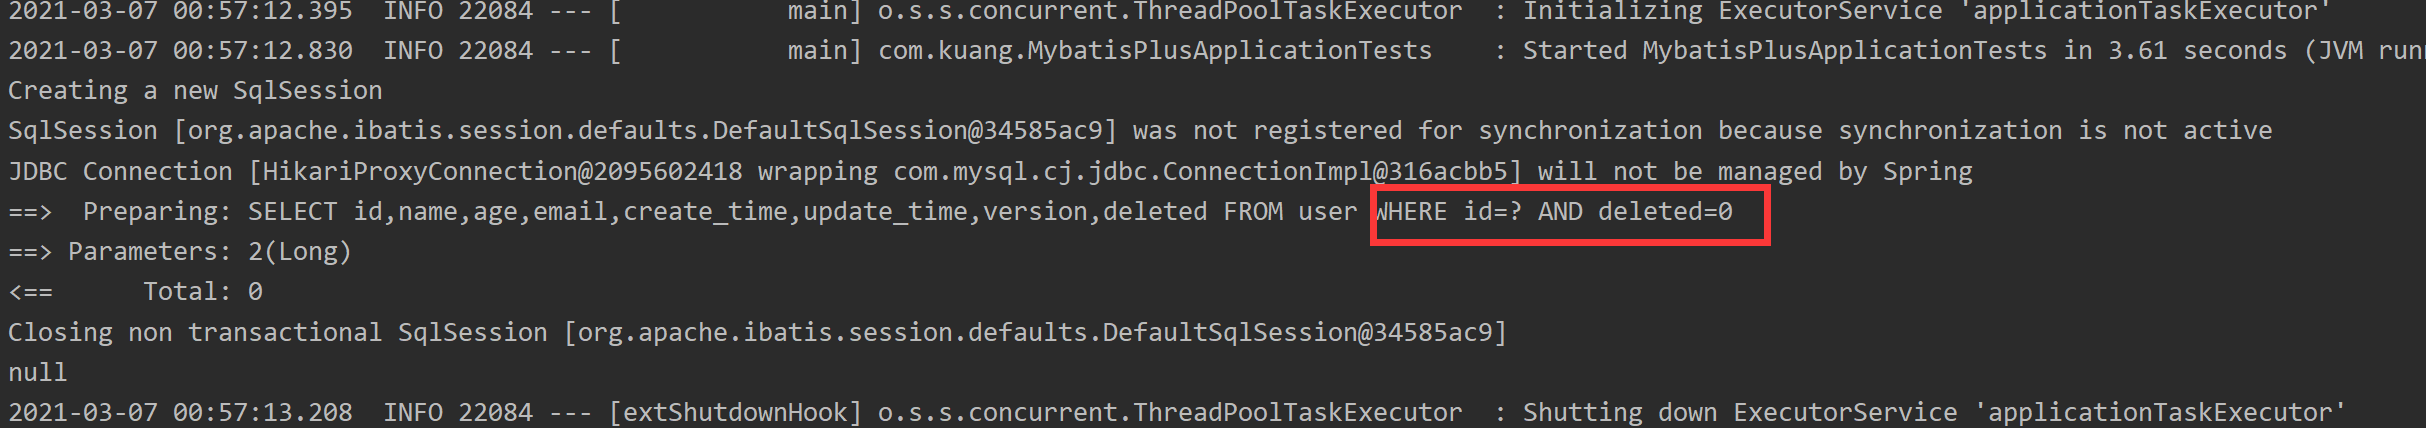 2021-03-07 00:57:12.395  INFO 22084 --- [           main] o.s.s.concurrent.ThreadPoolTaskExecutor  : Initializing ExecutorService 'applicationTaskExecutor'
2021-03-07 00:57:12.830  INFO 22084 --- [           main] com.kuang.MybatisPlusApplicationTests    : Started MybatisPlusApplicationTests in 3.61 seconds (JVM runn
Creating a new SqlSession
SqlSession [org.apache.ibatis.session.defaults.DefaultSqlSession@34585ac9] was not registered for synchronization because synchronization is not active
JDBC Connection [HikariProxyConnection@2095602418 wrapping com.mysql.cj.jdbc.ConnectionImpl@316acbb5] will not be managed by Spring
==>  Preparing: SELECT id,name,age,email,create_time,update_time,version,deleted FROM user WHERE id=? AND deleted=0
==> Parameters: 2(Long)
<==      Total: 0
Closing non transactional SqlSession [org.apache.ibatis.session.defaults.DefaultSqlSession@34585ac9]
null
2021-03-07 00:57:13.208  INFO 22084 --- [extShutdownHook] o.s.s.concurrent.ThreadPoolTaskExecutor  : Shutting down ExecutorService 'applicationTaskExecutor'